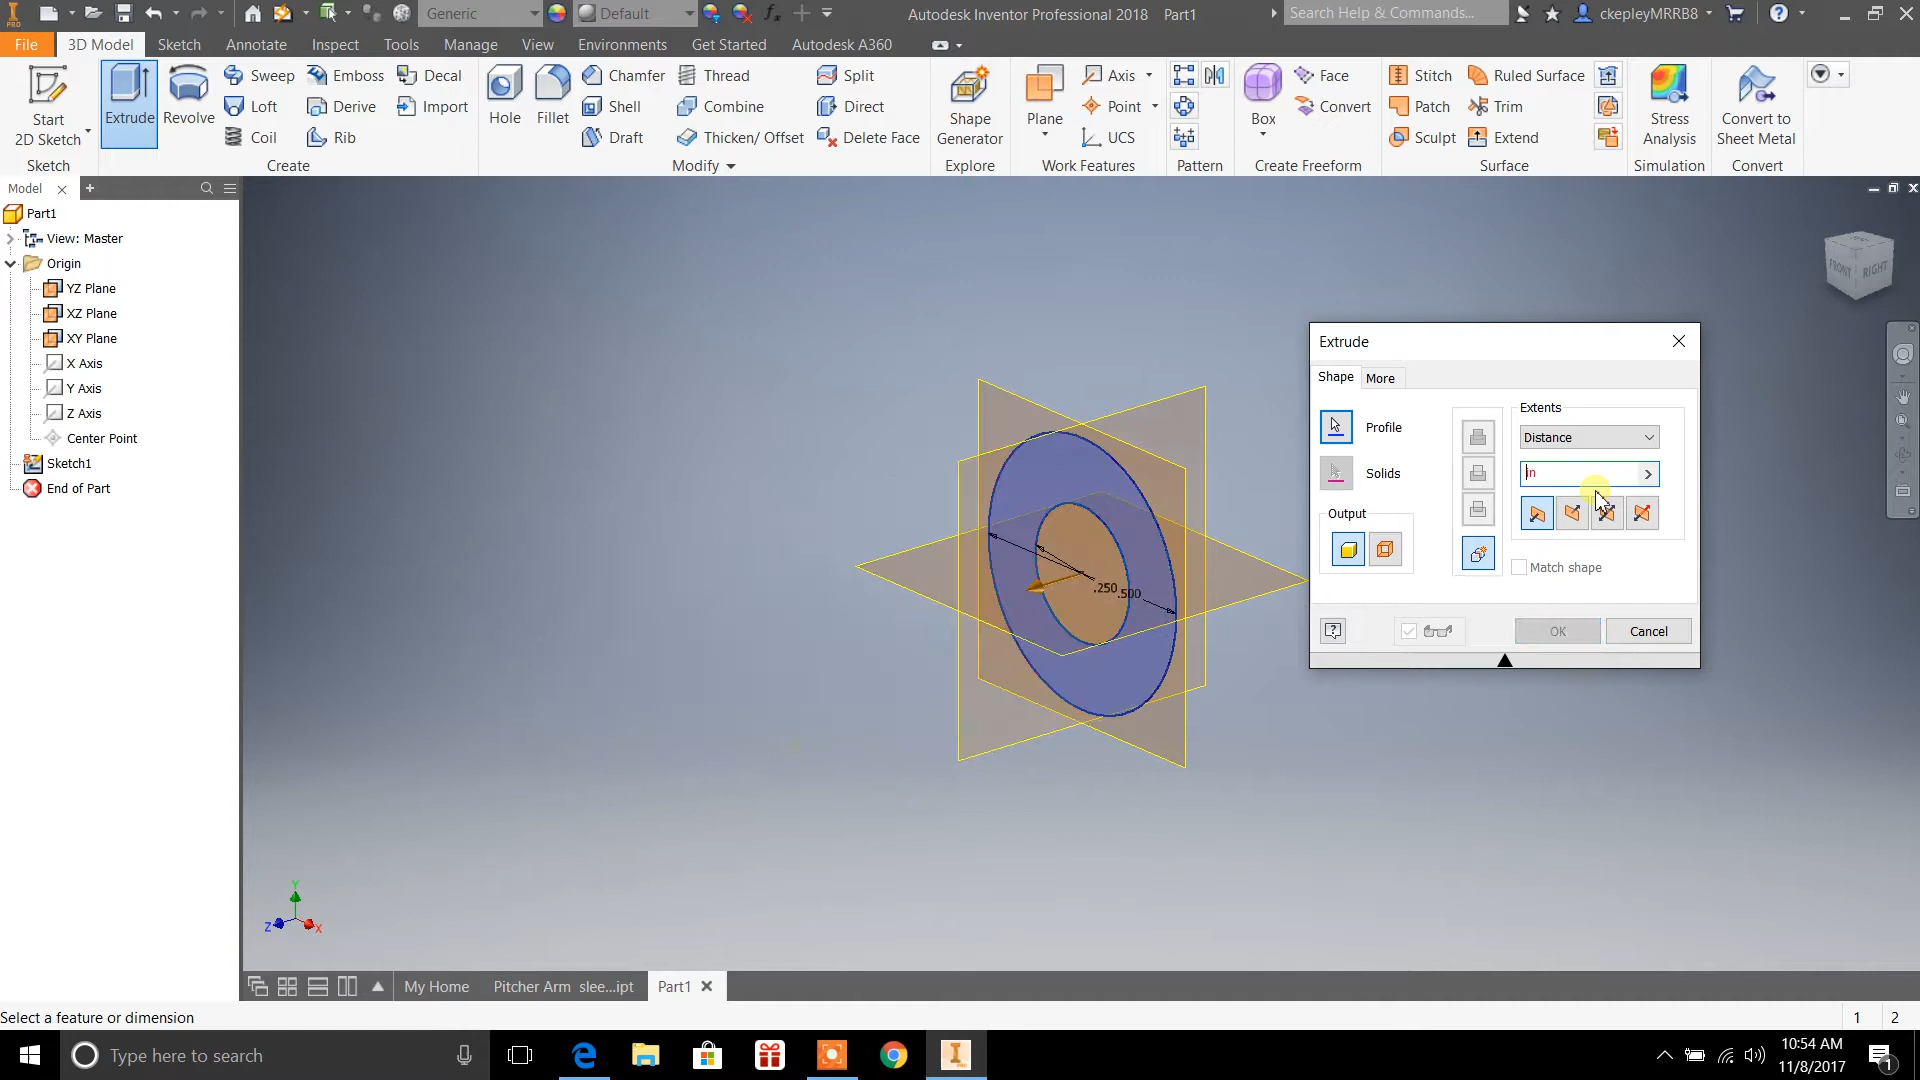 PRO
Generic
Default
fx
Autodesk Inventor Professional 2018 Part1
Search Help & Commands...
ckepleyMRRB8
File
3D Model
Sketch
Annotate
Inspect
Tools
Manage
View
Environments
Get Started
Autodesk A360
Start
2D Sketch
Sketch
Extrude
Revolve
Sweep
Loft
Coil
Emboss
Derive
Rib
Decal
Import
Create
Hole
Fillet
Chamfer
Shell
Draft
Thread
Combine
Thicken/ Offset
Split
Direct
Delete Face
Modify
Shape
Generator
Explore
Plane
Axis
Point
UCS
Work Features
Pattern
Box
Face
Convert
Create Freeform
Stitch
Patch
Sculpt
Ruled Surface
Trim
Extend
Surface
Stress
Analysis
Simulation
Convert to
Sheet Metal
Convert
Model
Part1
View: Master
Origin
YZ Plane
XZ Plane
XY Plane
X Axis
Y Axis
Z Axis
Center Point
Sketch1
End of Part
FRONT
RIGHT
.250
.500
Extrude
Shape
More
Profile
Solids
Output
Extents
Distance
in
Match shape
OK
Cancel
Y
Z
X
My Home
Pitcher Arm slee...ipt
Part1
Select a feature or dimension
1
2
Type here to search
10:54 AM
11/8/2017
1